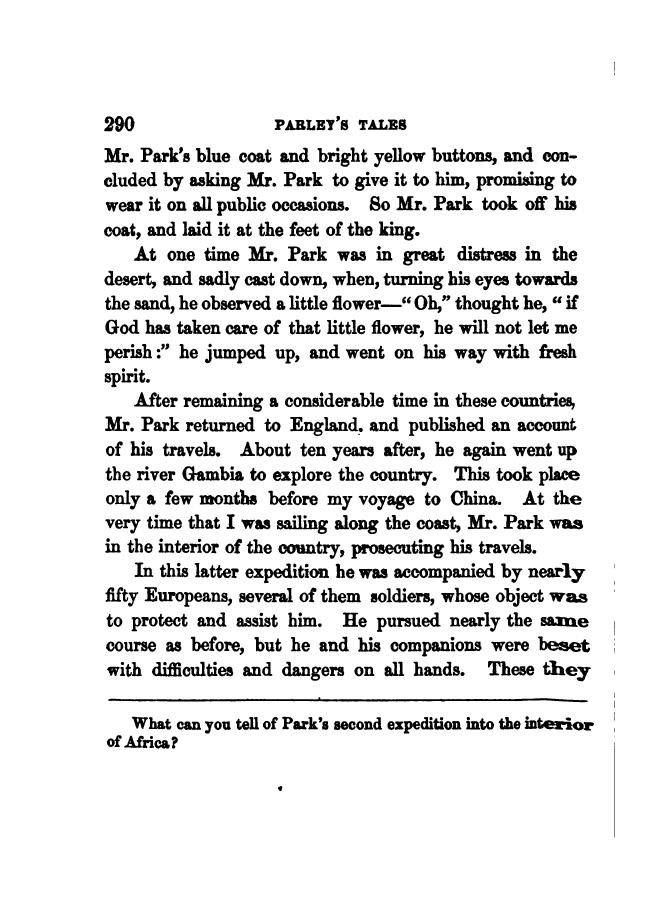 290 PARLEY'S TALES
Mr. Park's blue coat and bright yellow buttons, and con-
cluded by asking Mr. Park to give it to him, promising to
wear it on all public occasions. So Mr. Park took off his
coat, and laid it at the feet of the king.
At one time Mr. Park was in great distress in the
desert, and sadly cast down, when, turning his eyes towards
the sand, he observed a little flower—“Oh,” thought he, “if
God has taken care of that little flower, he will not let me
perish:” he jumped up, and went on his way with fresh
spirit.
After remaining a considerable time in these countries,
Mr. Park returned to England, and published an account
of his travels. About ten years after, he again went up
the river Gambia to explore the country. This took place
only a few months before my voyage to China. At the
very time that I was sailing along the coast, Mr. Park was
in the interior of the country, prosecuting his travels.
In this latter expedition he was accompanied by nearly
fifty Europeans, several of them soldiers, whose object was
to protect and assist him. He pursued nearly the same
course as before, but he and his companions were beset
with difficulties and dangers on all hands. These they
What can you tell of Park's second expedition into the interior
of Africa?